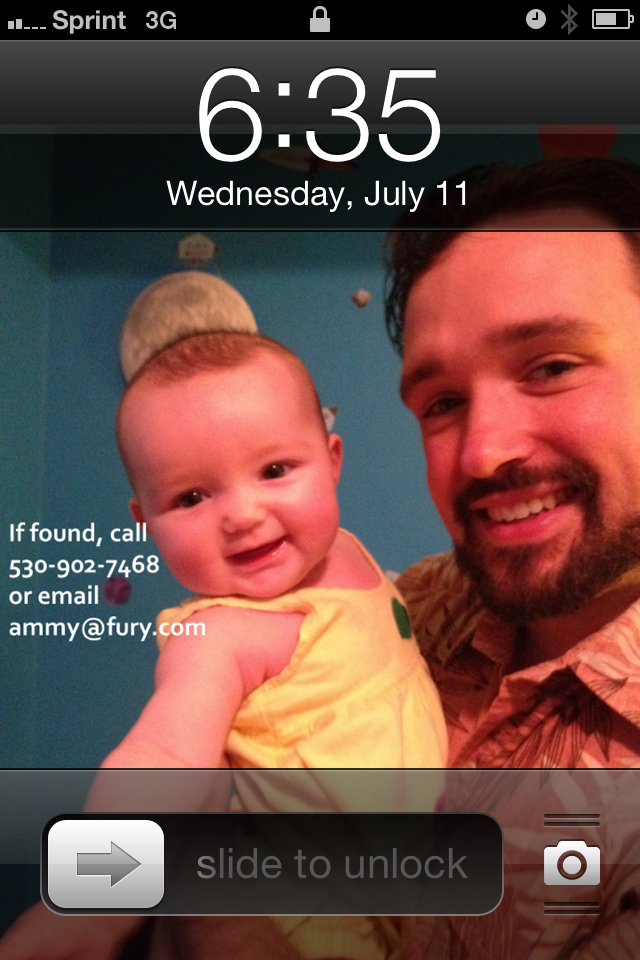 Sprint 3G
6:35
Wednesday, July 11
If found, call
530-902-7468
or email
ammy@fury.com
slide to unlock